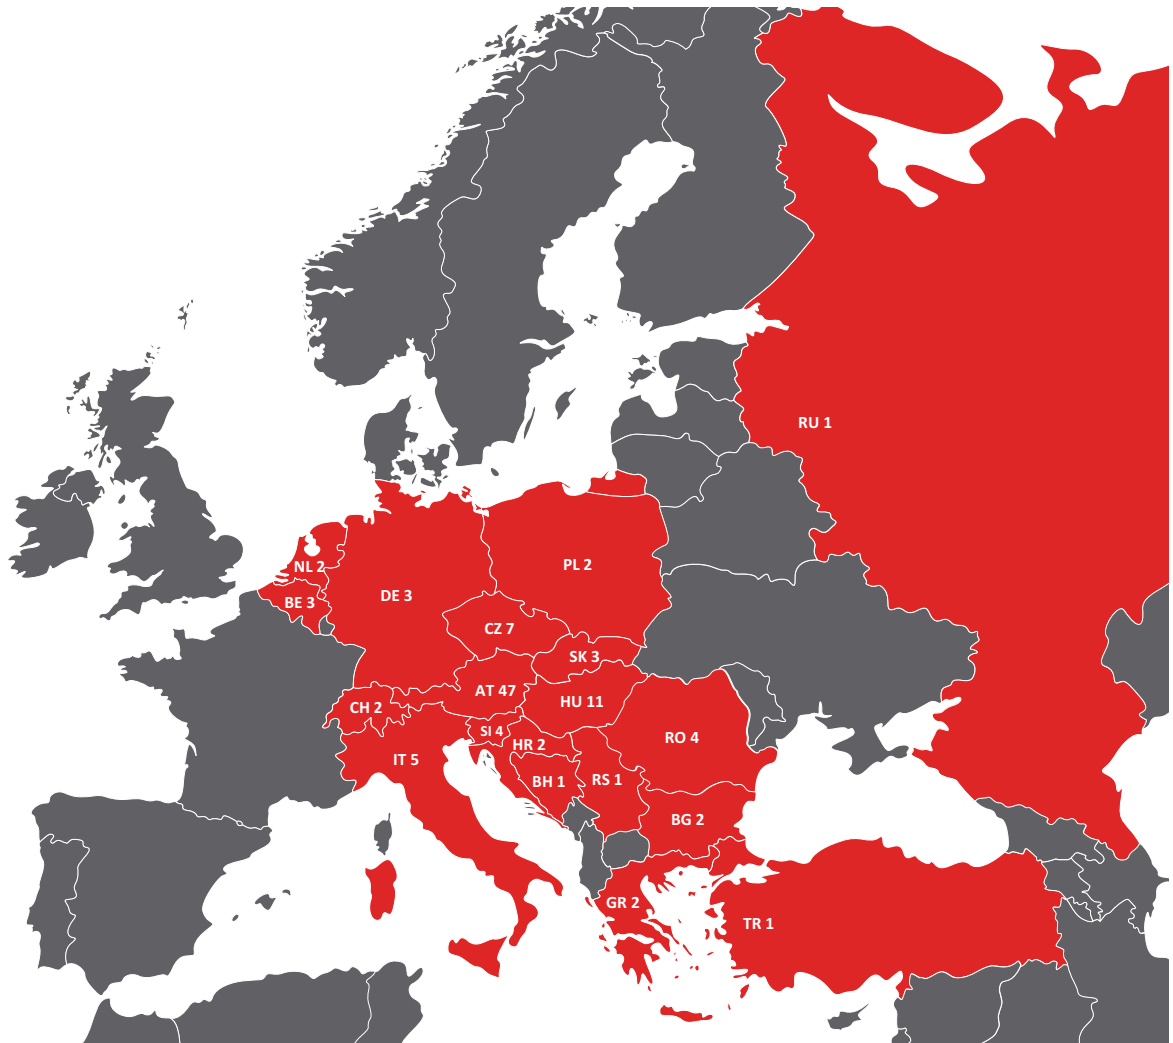 RU 1
PL 2
NL 2
DE 3
BE 3
CZ 7
SK 3
AT 47
HU 11
CH 2
SI 4
HR 2
RO 4
IT 5
BH 1
RS 1
BG 2
GR 2
TR 1